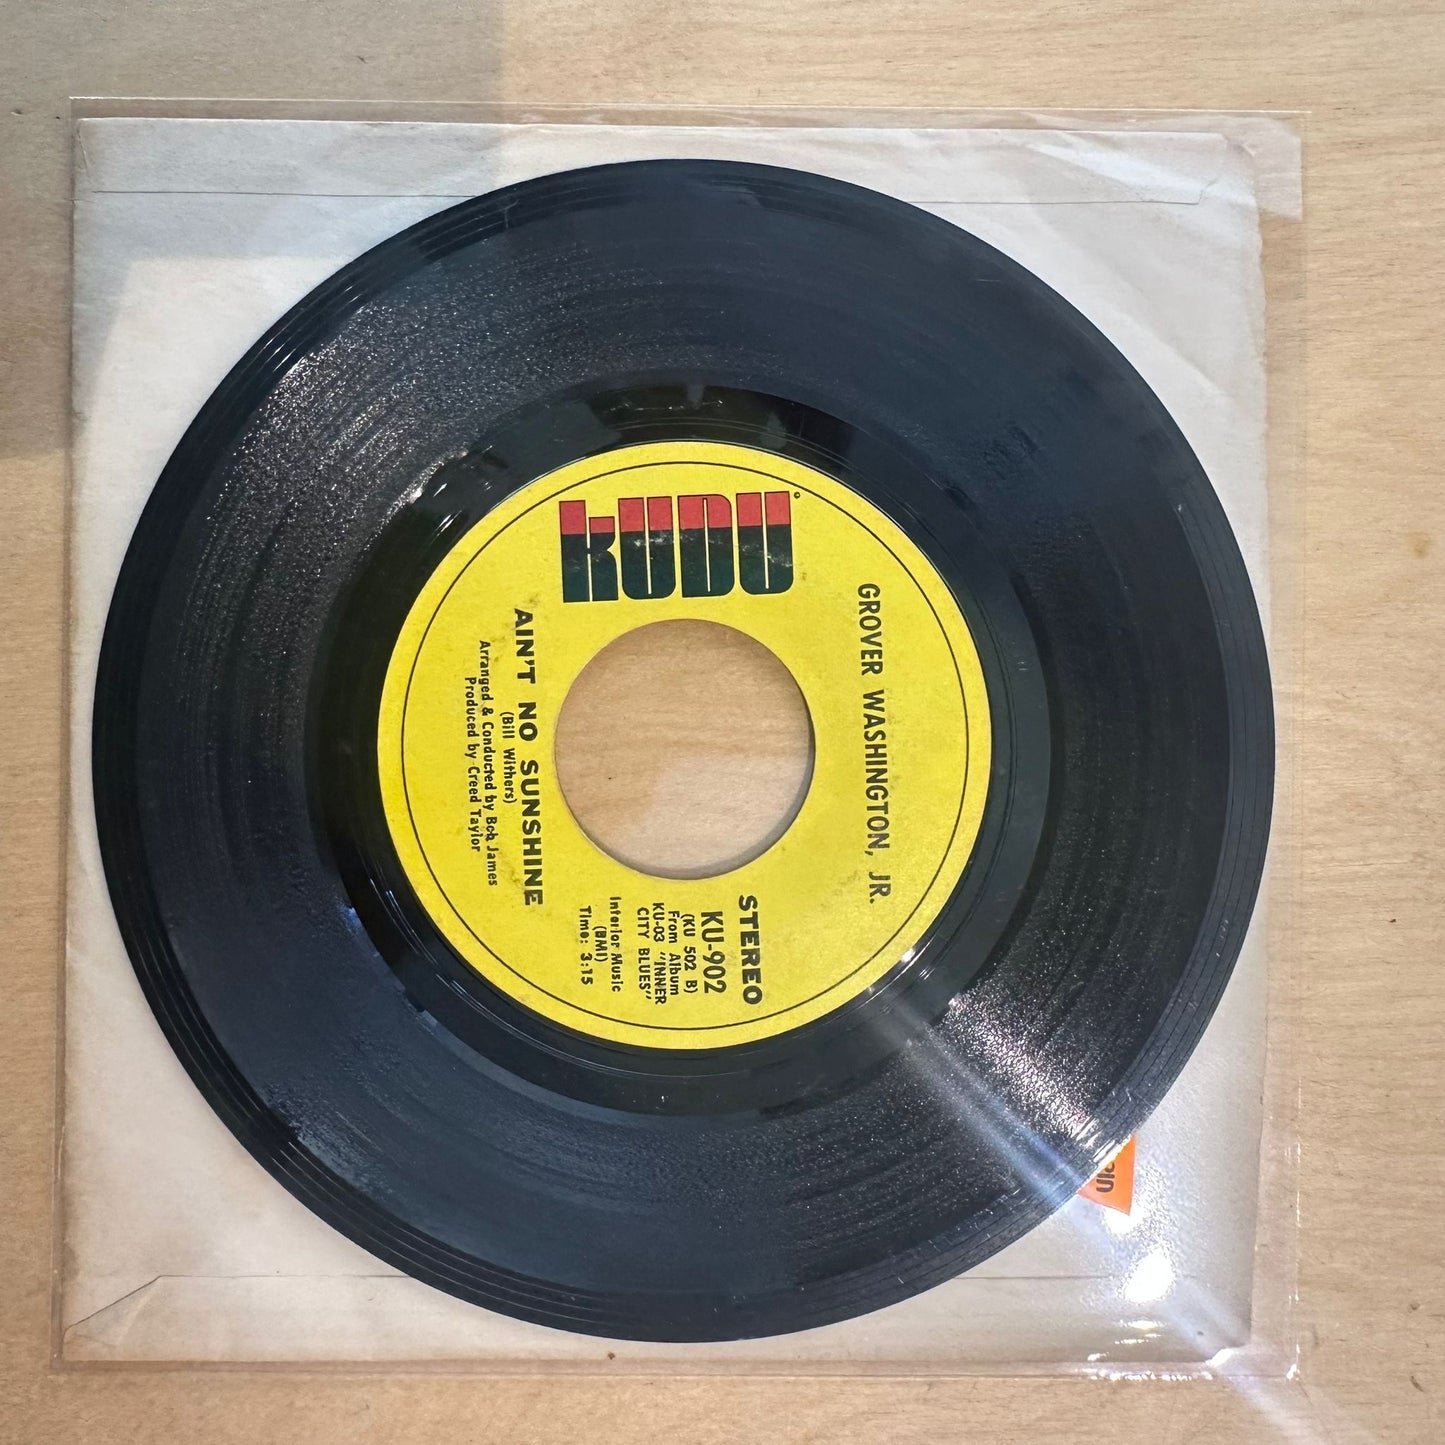 KUDU
GROVER WASHINGTON, JR.
STEREO
KU-902
(KU 502 B)
From Album
KU-03 "INNER
CITY BLUES"
Interior Music
(BMI)
Time: 3:15
AIN'T NO SUNSHINE
(Bill Withers)
Arranged & Conducted by Bob James
Produced by Creed Taylor